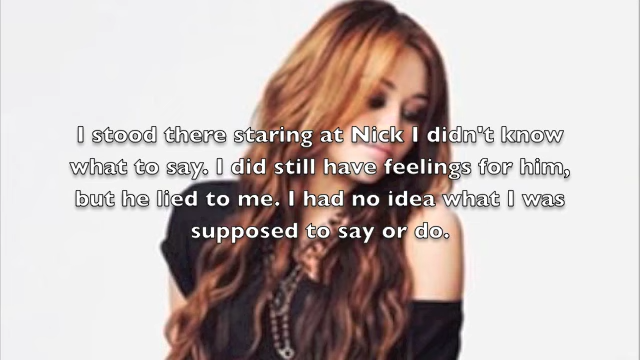 I stood there staring at Nick I didn't know
what to say. I did still have feelings for him,
but he lied to me. I had no idea what I was
supposed to say or do.